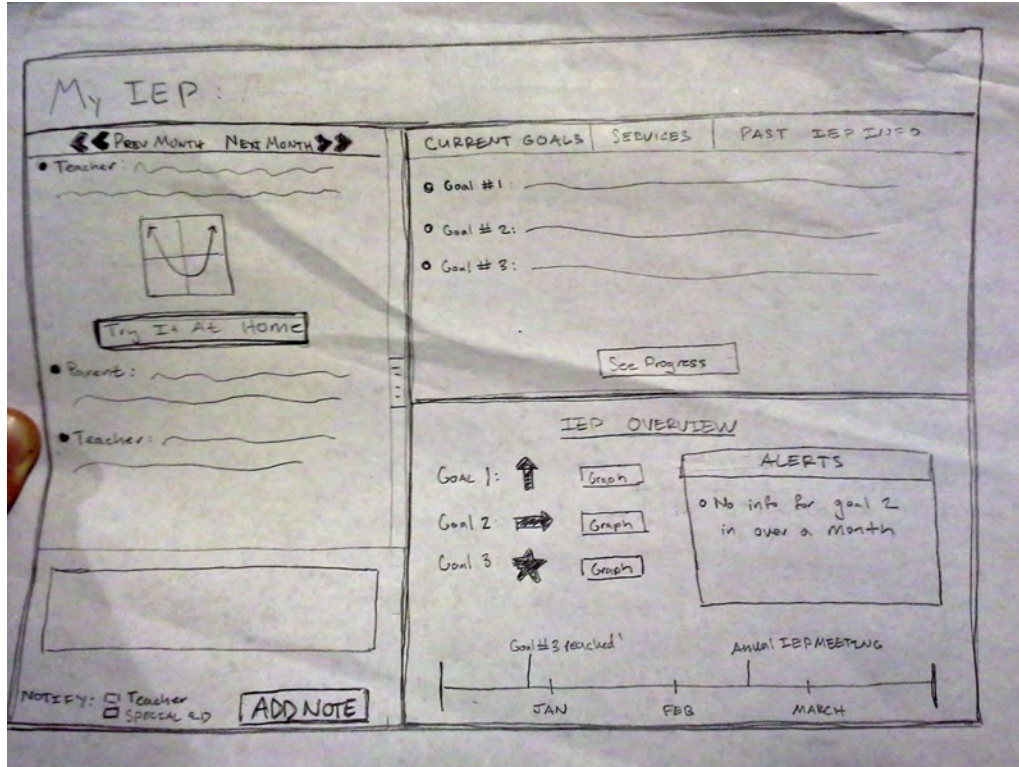 My IEP:
PREV MONTH NEXT MONTH
Teacher:
Try It At Home
Parent:
Teacher:
NOTIFY: Teacher
SPECIAL ED
ADD NOTE
CURRENT GOALS SERVICES PAST IEP INFO
Goal #1:
Goal #2:
Goal #3:
See Progress
IEP OVERVIEW
GOAL 1: Graph
Goal 2 Graph
Goal 3 Graph
ALERTS
No info for goal 2
in over a month
Goal #3 reached!
Annual IEP MEETING
JAN FEB MARCH